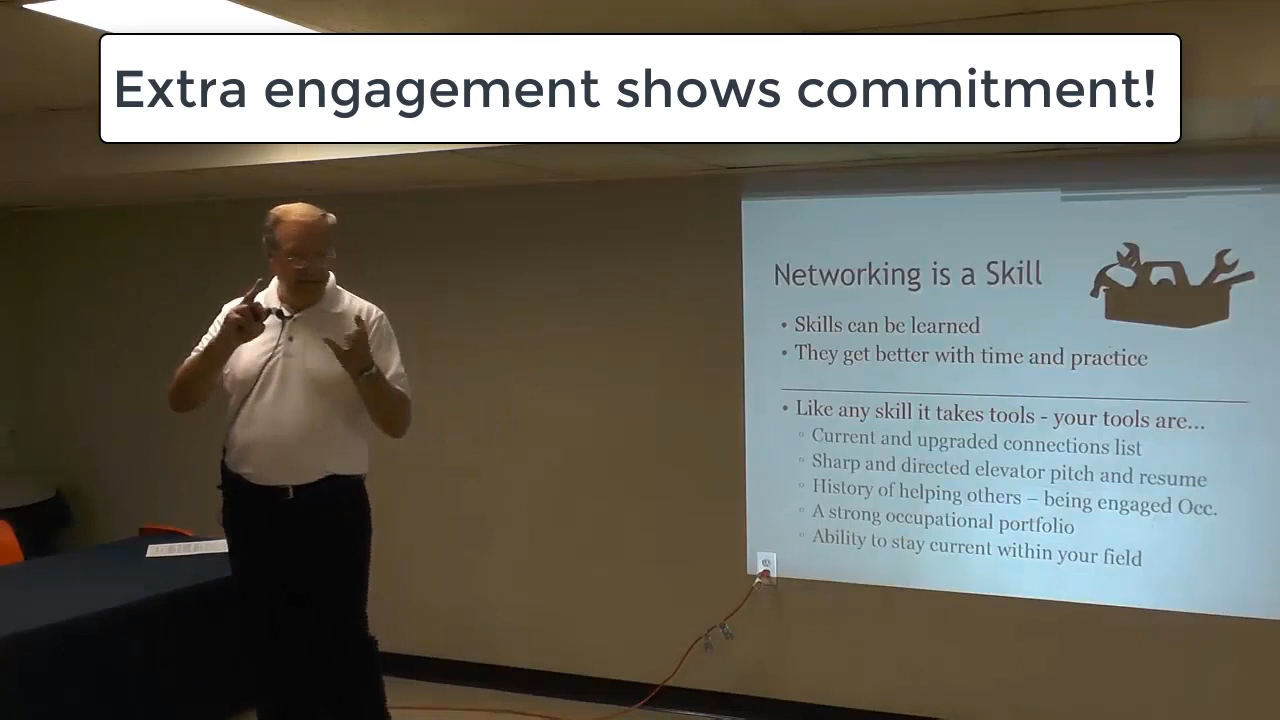 Extra engagement shows commitment!
Networking is a Skill
• Skills can be learned
• They get better with time and practice
• Like any skill it takes tools - your tools are...
▫ Current and upgraded connections list
▫ Sharp and directed elevator pitch and resume
▫ History of helping others – being engaged Occ.
▫ A strong occupational portfolio
▫ Ability to stay current within your field